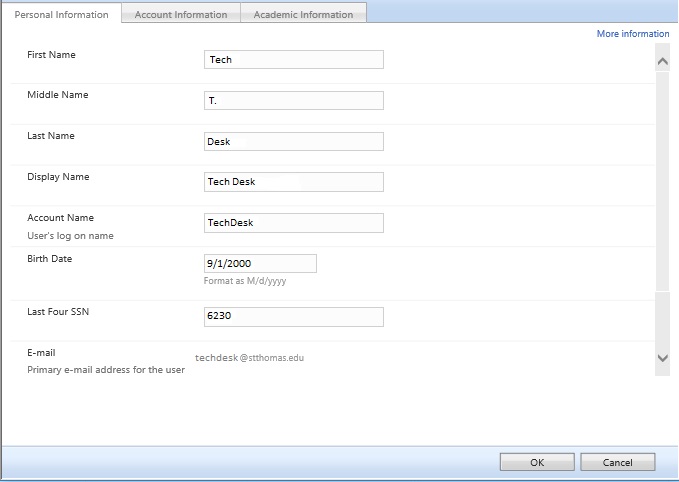 Personal Information Account Information Academic Information
More information
First Name Tech
Middle Name T.
Last Name Desk
Display Name Tech Desk
Account Name TechDesk
User's log on name
Birth Date 9/1/2000
Format as M/d/yyyy
Last Four SSN 6230
E-mail techdesk@stthomas.edu
Primary e-mail address for the user
OK Cancel